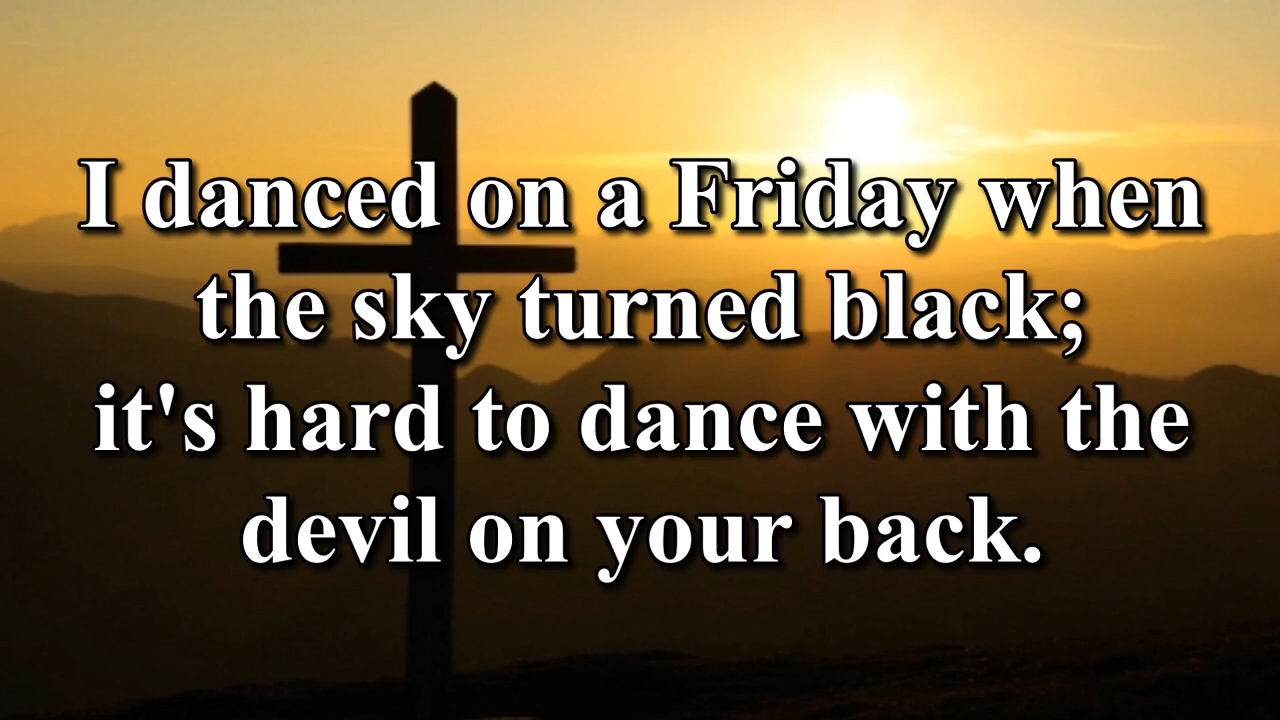 I danced on a Friday when
the sky turned black;
it's hard to dance with the
devil on your back.